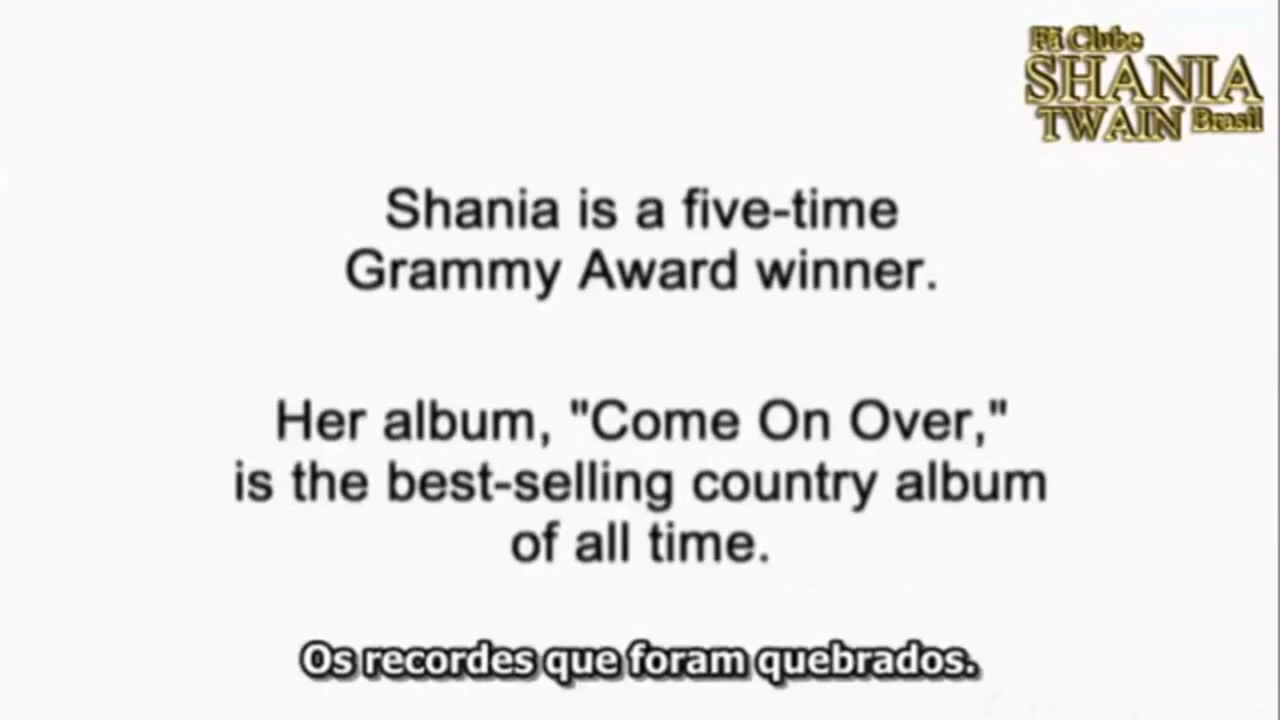 Fã Clube
SHANIA
TWAIN Brasil
Shania is a five-time
Grammy Award winner.
Her album, "Come On Over,"
is the best-selling country album
of all time.
Os recordes que foram quebrados.